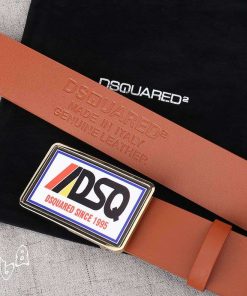 DSQUARED2
DSQUARED2
MADE IN ITALY
GENUINE LEATHER
DSQ
DSQUARED SINCE 1995